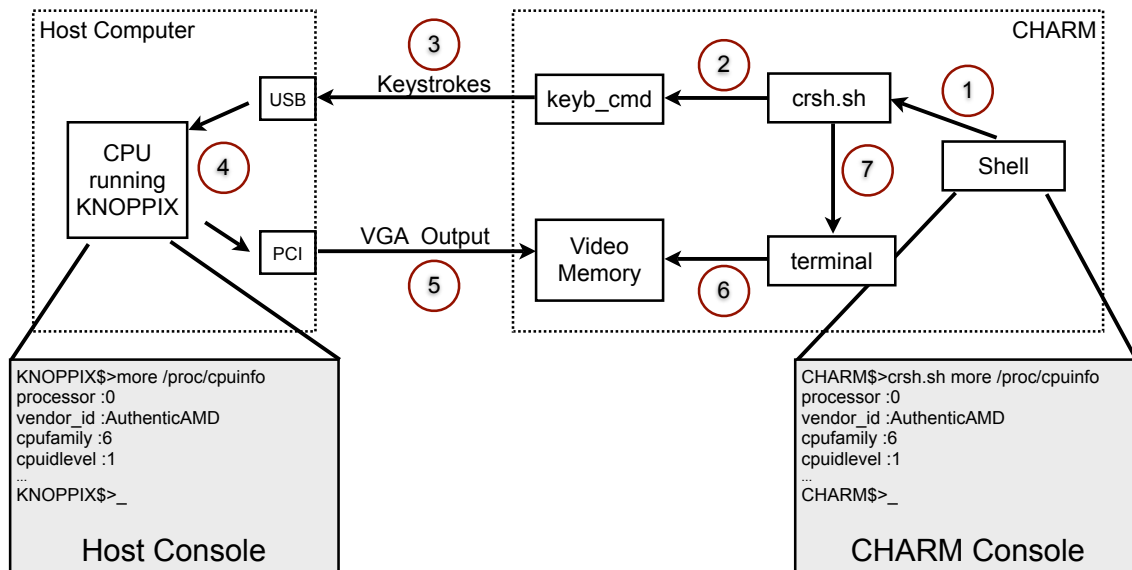 Host Computer
CHARM
3
Keystrokes
2
1
USB
keyb_cmd
crsh.sh
CPU
running
KNOPPIX
4
7
Shell
PCI
VGA Output
5
Video
Memory
6
terminal
KNOPPIX$>more /proc/cpuinfo
processor :0
vendor_id :AuthenticAMD
cpufamily :6
cpuidlevel :1
...
KNOPPIX$>_
Host Console
CHARM$>crsh.sh more /proc/cpuinfo
processor :0
vendor_id :AuthenticAMD
cpufamily :6
cpuidlevel :1
...
CHARM$>_
CHARM Console